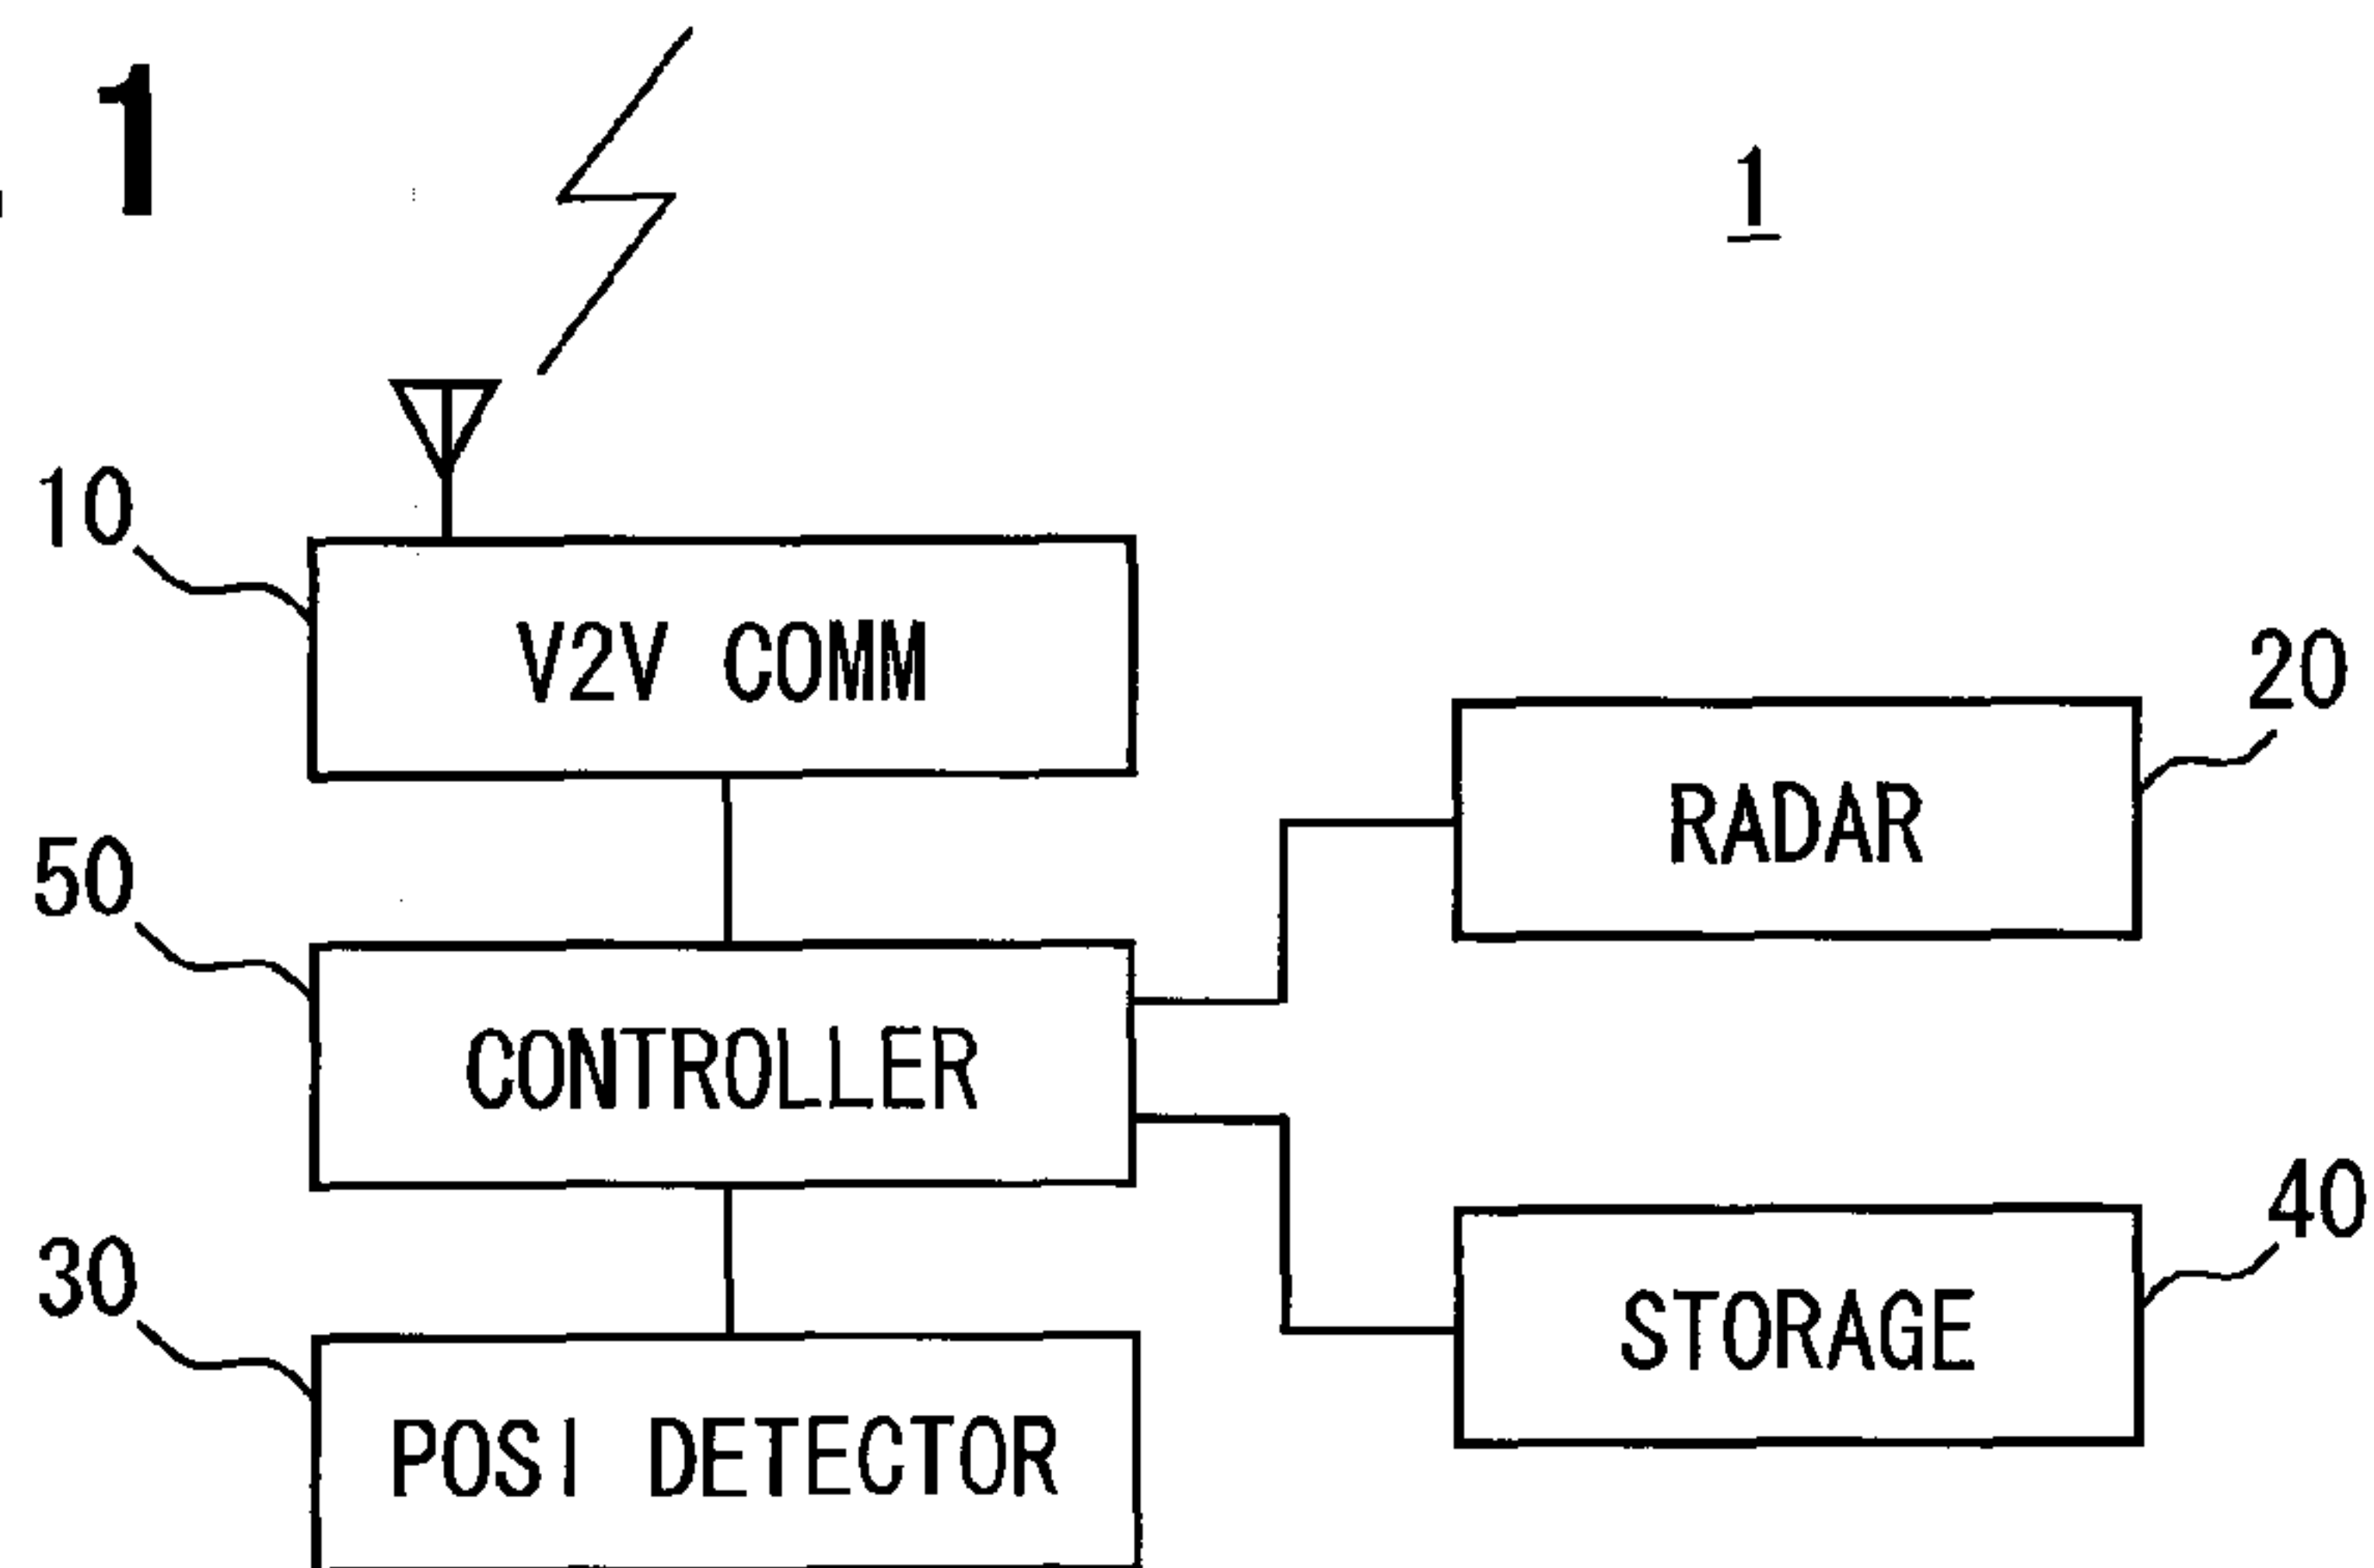 1
1
10
V2V COMM
20
RADAR
50
CONTROLLER
40
STORAGE
30
POSI DETECTOR